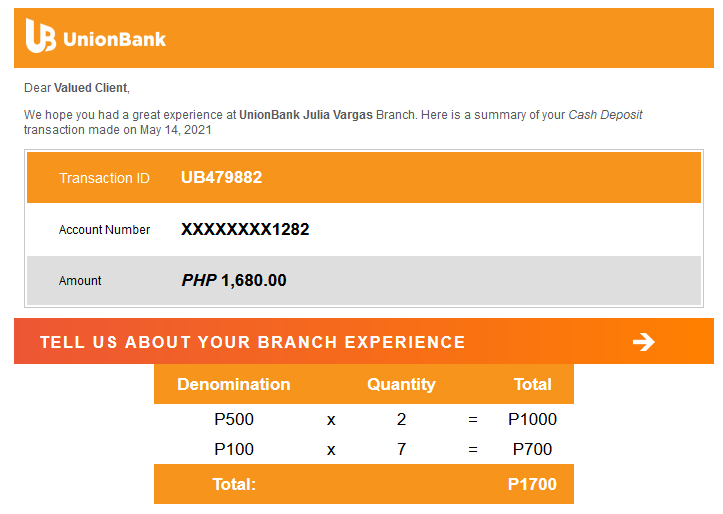 UB UnionBank
Dear Valued Client,
We hope you had a great experience at UnionBank Julia Vargas Branch. Here is a summary of your Cash Deposit
transaction made on May 14, 2021
Transaction ID UB479882
Account Number XXXXXXXX1282
Amount PHP 1,680.00
TELL US ABOUT YOUR BRANCH EXPERIENCE
Denomination Quantity Total
P500 x 2 = P1000
P100 x 7 = P700
Total: P1700